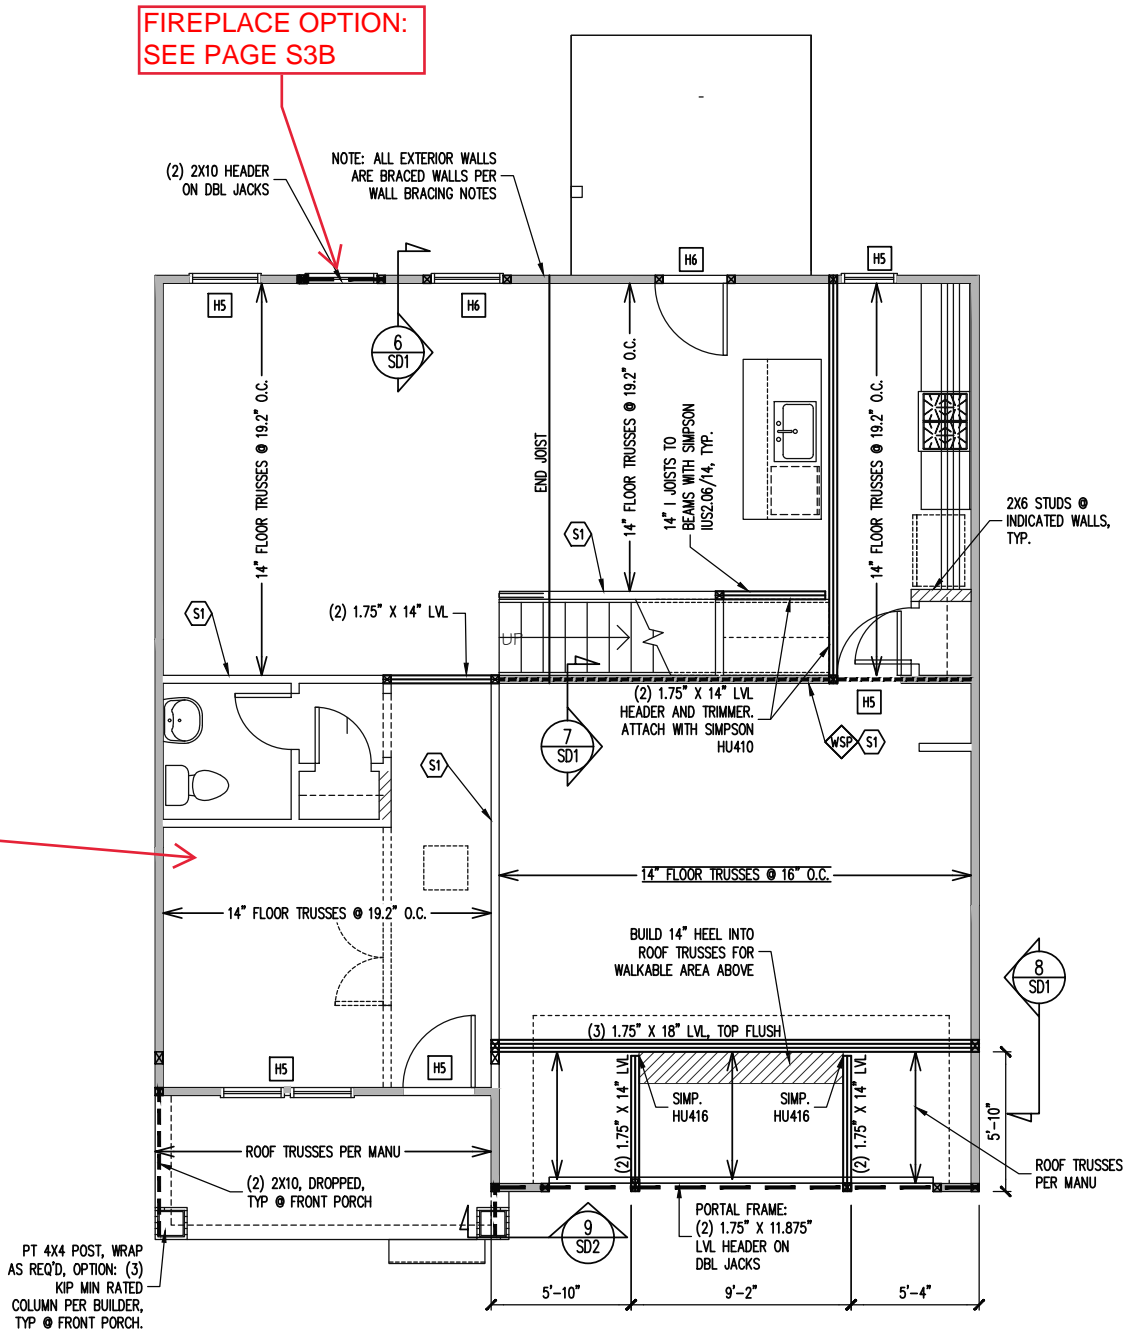 FIREPLACE OPTION:
SEE PAGE S3B
(2) 2X10 HEADER
ON DBL JACKS
NOTE: ALL EXTERIOR WALLS
ARE BRACED WALLS PER
WALL BRACING NOTES
H5
H6
H6
H5
6
SD1
14" FLOOR TRUSSES @ 19.2" O.C.
END JOIST
14" FLOOR TRUSSES @ 19.2" O.C.
14" I JOISTS TO
BEAMS WITH SIMPSON
IUS2.06/14, TYP.
14" FLOOR TRUSSES @ 19.2" O.C.
2X6 STUDS @
INDICATED WALLS,
TYP.
S1
S1
(2) 1.75" X 14" LVL
UP
(2) 1.75" X 14" LVL
HEADER AND TRIMMER.
ATTACH WITH SIMPSON
HU410
H5
WSP
S1
7
SD1
S1
14" FLOOR TRUSSES @ 16" O.C.
14" FLOOR TRUSSES @ 19.2" O.C.
BUILD 14" HEEL INTO
ROOF TRUSSES FOR
WALKABLE AREA ABOVE
8
SD1
(3) 1.75" X 18" LVL, TOP FLUSH
H5
H5
(2) 1.75" X 14" LVL
SIMP.
HU416
SIMP.
HU416
(2) 1.75" X 14" LVL
5'-10"
ROOF TRUSSES PER MANU
(2) 2X10, DROPPED,
TYP @ FRONT PORCH
ROOF TRUSSES
PER MANU
9
SD2
PORTAL FRAME:
(2) 1.75" X 11.875"
LVL HEADER ON
DBL JACKS
PT 4X4 POST, WRAP
AS REQ'D, OPTION: (3)
KIP MIN RATED
COLUMN PER BUILDER,
TYP @ FRONT PORCH.
5'-10"
9'-2"
5'-4"